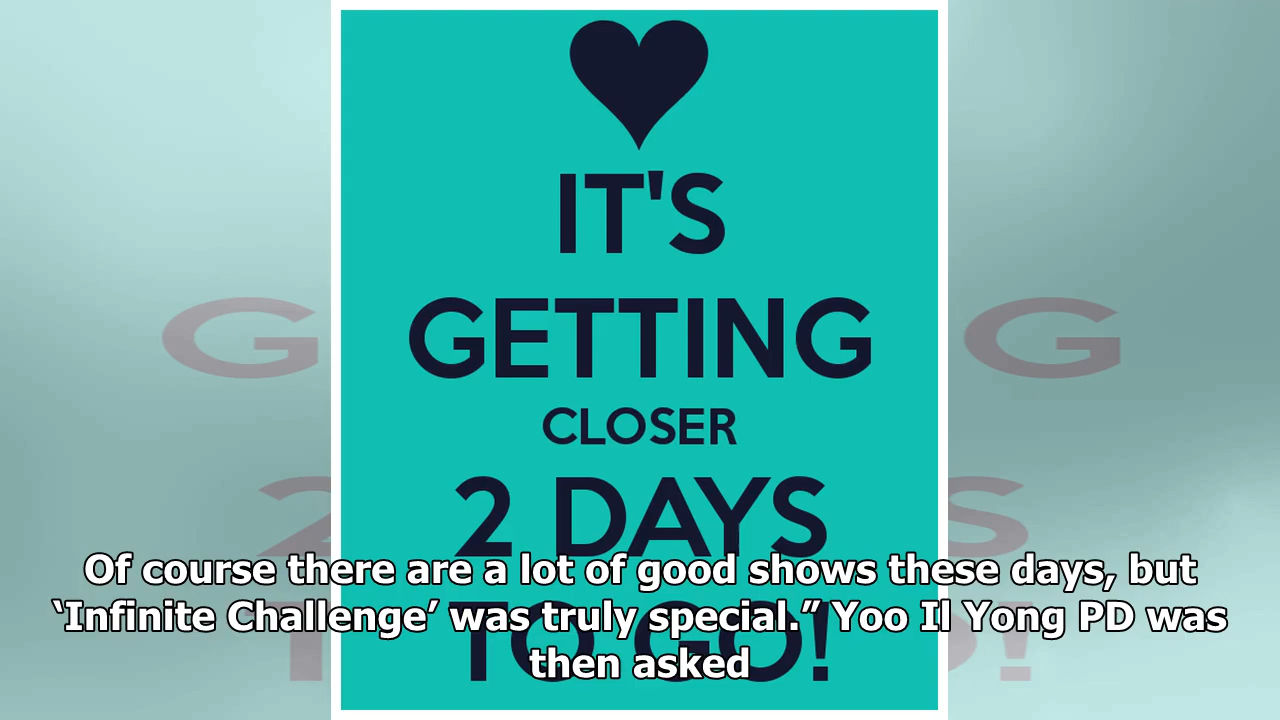 IT'S
GETTING
CLOSER
2 DAYS
TO GO!
Of course there are a lot of good shows these days, but
‘Infinite Challenge’ was truly special.” Yoo Il Yong PD was
then asked